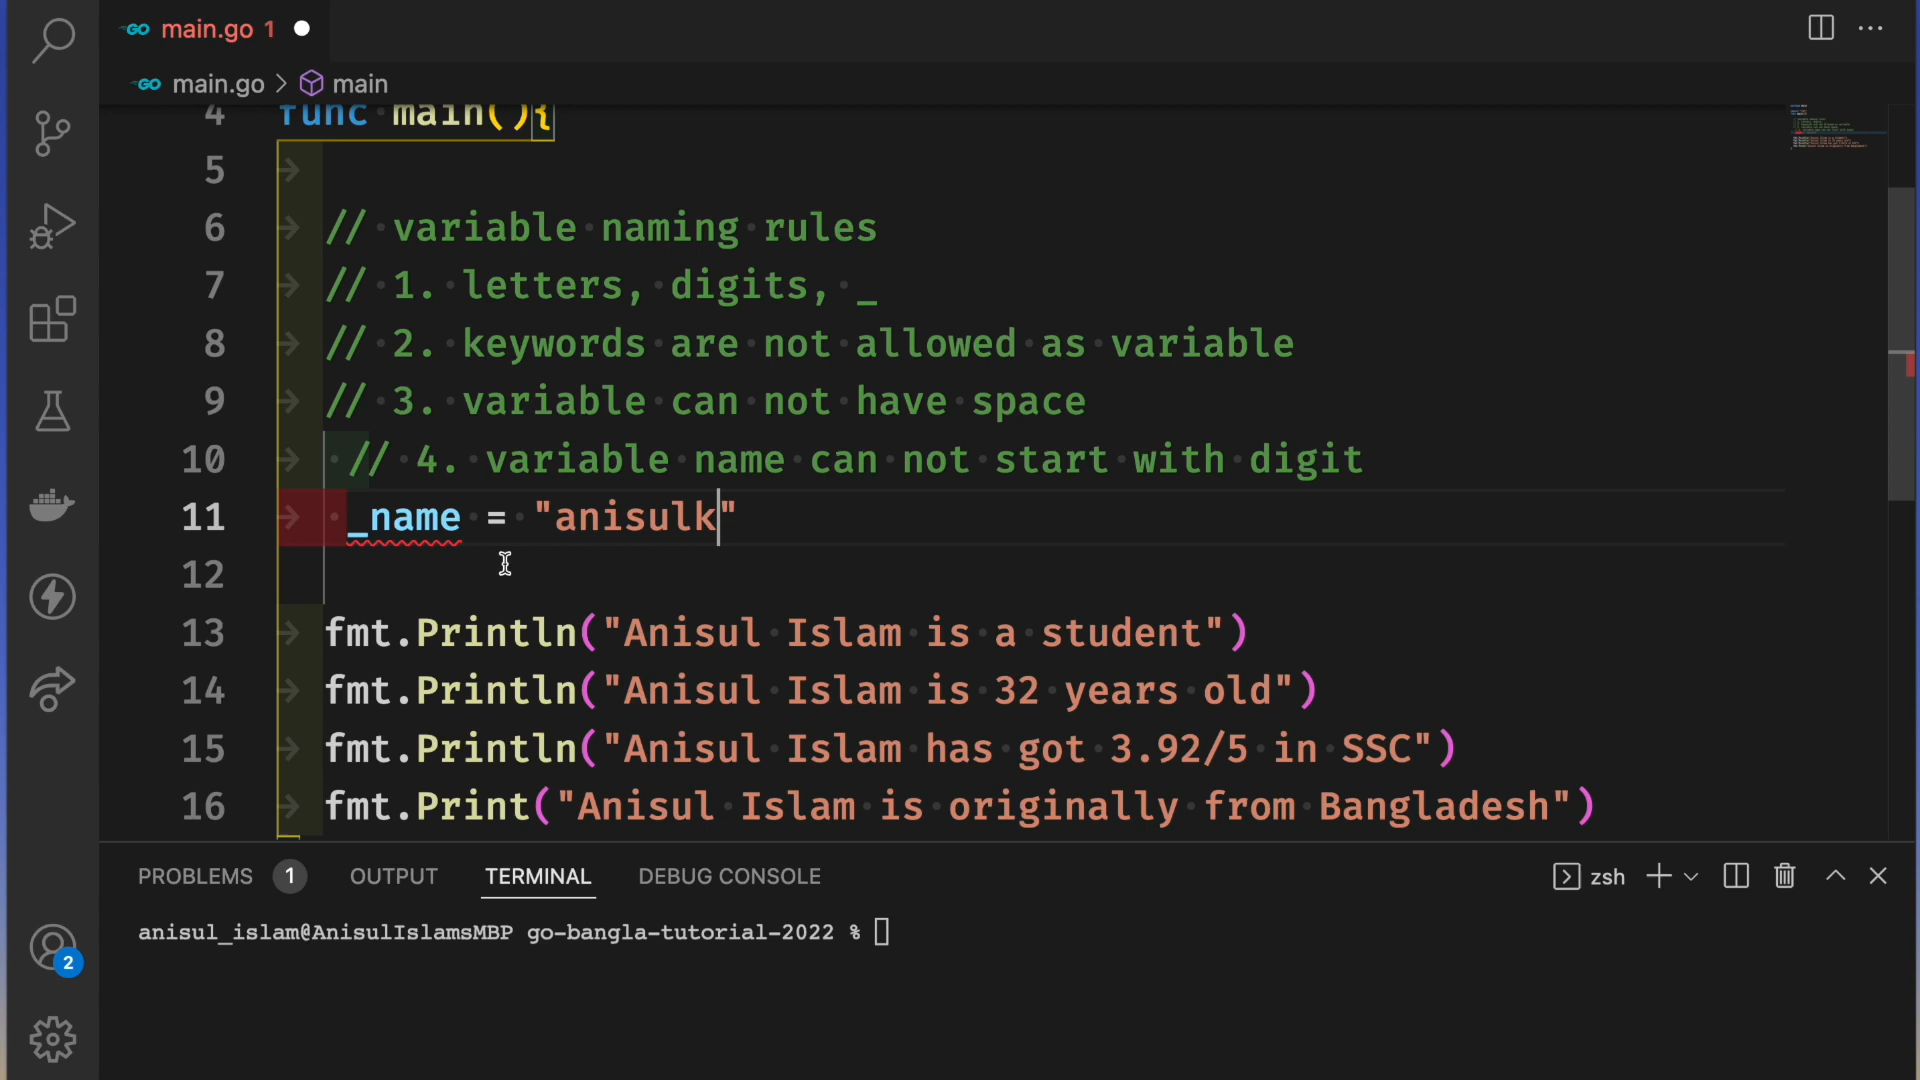 GO main.go 1
GO main.go > main
4 func main(){
5
6 // variable naming rules
7 // 1. letters, digits, _
8 // 2. keywords are not allowed as variable
9 // 3. variable can not have space
10 // 4. variable name can not start with digit
11 _name = "anisulk"
12
13 fmt.Println("Anisul Islam is a student")
14 fmt.Println("Anisul Islam is 32 years old")
15 fmt.Println("Anisul Islam has got 3.92/5 in SSC")
16 fmt.Print("Anisul Islam is originally from Bangladesh")
PROBLEMS 1 OUTPUT TERMINAL DEBUG CONSOLE zsh
anisul_islam@AnisulIslamsMBP go-bangla-tutorial-2022 %
2